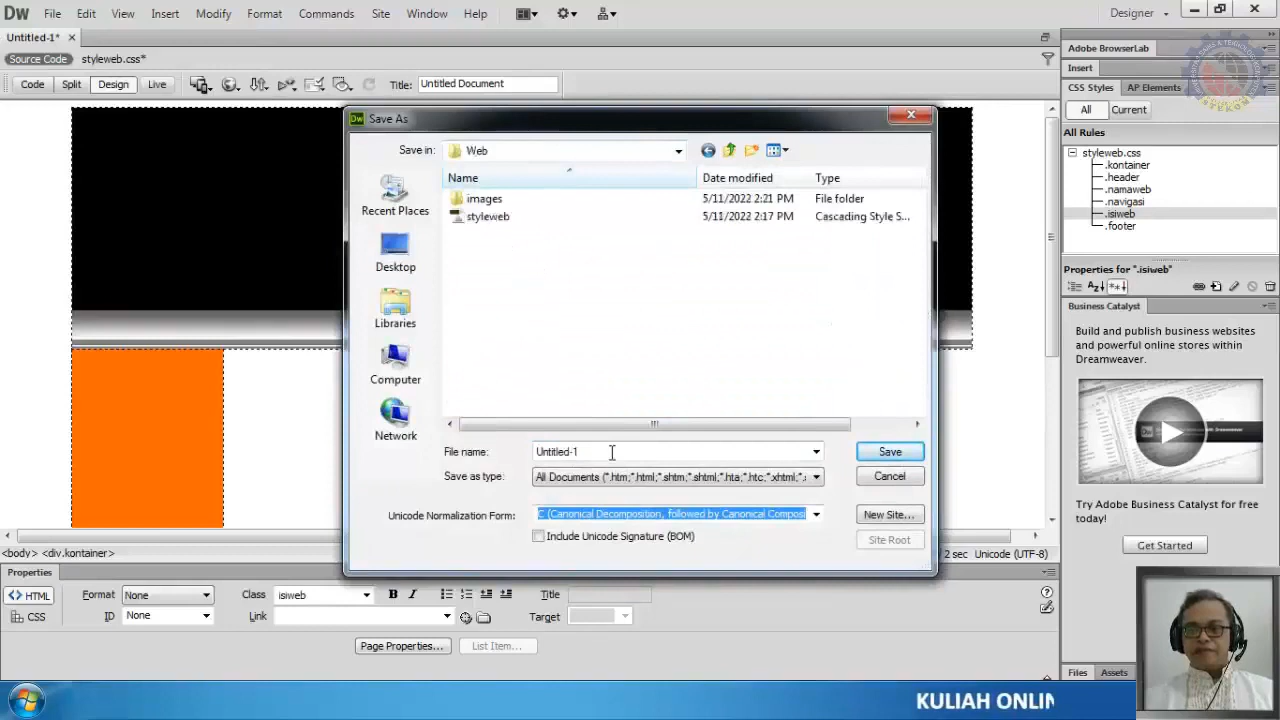 Dw File Edit View Insert Modify Format Commands Site Window Help Designer
Untitled-1*
Source Code styleweb.css*
Code Split Design Live Title: Untitled Document
Save As
Save in: Web
Name Date modified Type
images 5/11/2022 2:21 PM File folder
styleweb 5/11/2022 2:17 PM Cascading Style S...
Recent Places
Desktop
Libraries
Computer
Network
File name: Untitled-1 Save
Save as type: All Documents (*.htm;*.html;*.shtm;*.shtml;*.hta;*.htc;*.xhtml;*.s Cancel
Unicode Normalization Form: C (Canonical Decomposition, followed by Canonical Composi New Site...
Include Unicode Signature (BOM) Site Root
Adobe BrowserLab
Insert
CSS Styles AP Elements
All Current
All Rules
styleweb.css
.kontainer
.header
.namaweb
.navigasi
.isiweb
.footer
Properties for ".isiweb"
Business Catalyst
Build and publish business websites
and powerful online stores within
Dreamweaver.
Try Adobe Business Catalyst for free
today!
Get Started
Files Assets
<body> <div.kontainer> / 2 sec Unicode (UTF-8)
Properties
HTML Format None Class isiweb B I Title
CSS ID None Link Target
Page Properties... List Item...
KULIAH ONLIN